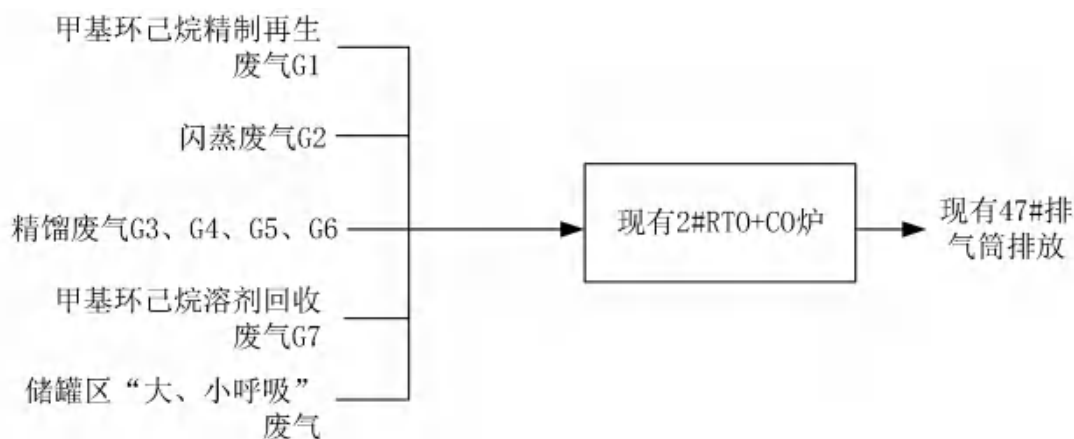 甲基环己烷精制再生
废气G1
闪蒸废气G2
精馏废气G3、G4、G5、G6
甲基环己烷溶剂回收
废气G7
储罐区“大、小呼吸”
废气
现有2#RTO+CO炉
现有47#排
气筒排放